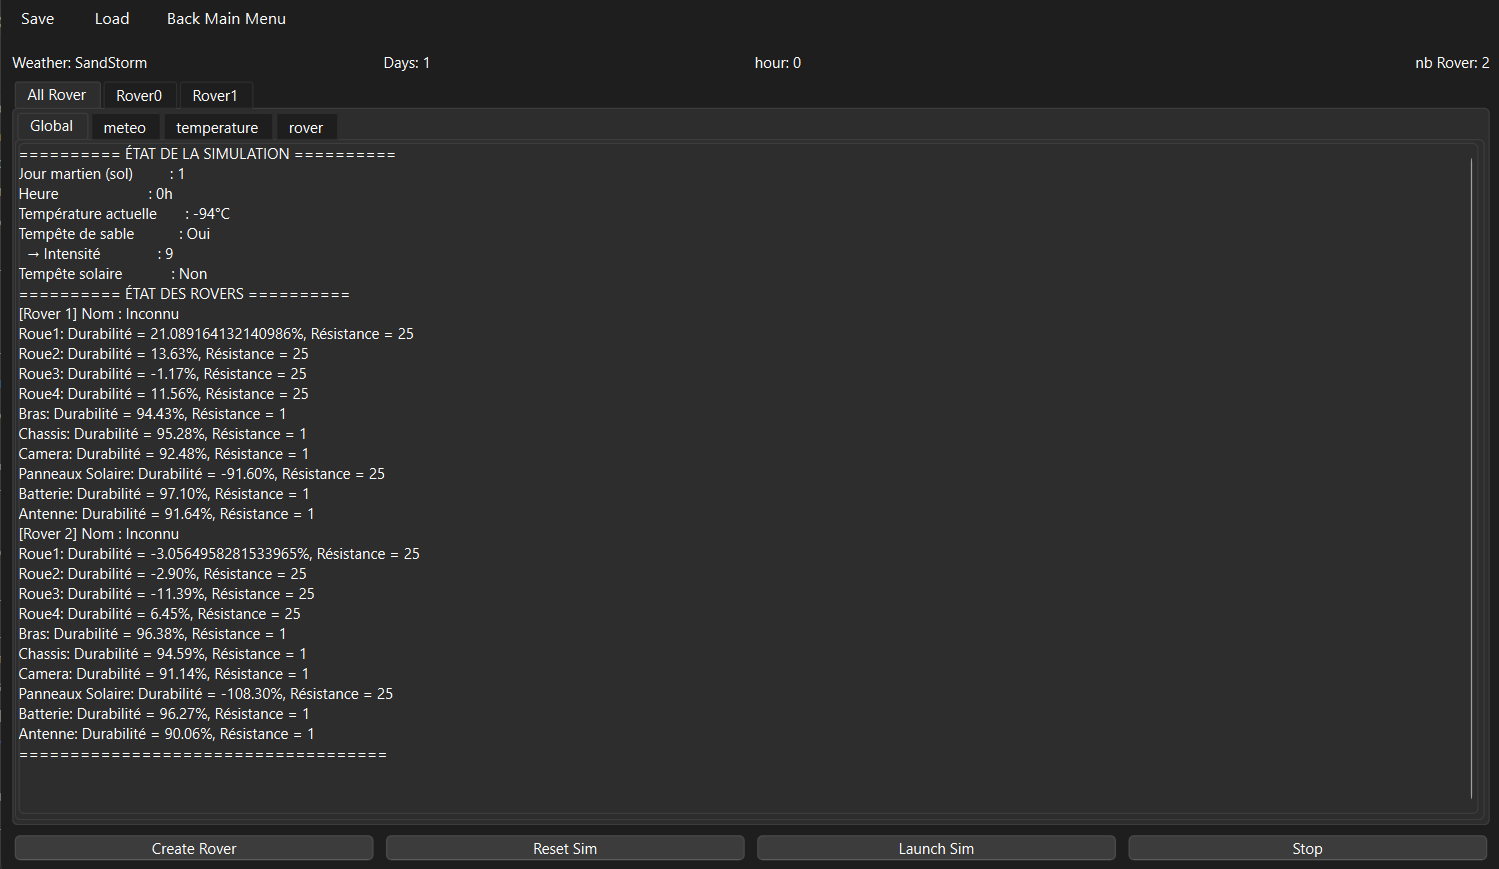 Save Load Back Main Menu
Weather: SandStorm Days: 1 hour: 0 nb Rover: 2
All Rover Rover0 Rover1
Global meteo temperature rover
========== ÉTAT DE LA SIMULATION ==========
Jour martien (sol) : 1
Heure : 0h
Température actuelle : -94°C
Tempête de sable : Oui
→ Intensité : 9
Tempête solaire : Non
========== ÉTAT DES ROVERS ==========
[Rover 1] Nom : Inconnu
Roue1: Durabilité = 21.089164132140986%, Résistance = 25
Roue2: Durabilité = 13.63%, Résistance = 25
Roue3: Durabilité = -1.17%, Résistance = 25
Roue4: Durabilité = 11.56%, Résistance = 25
Bras: Durabilité = 94.43%, Résistance = 1
Chassis: Durabilité = 95.28%, Résistance = 1
Camera: Durabilité = 92.48%, Résistance = 1
Panneaux Solaire: Durabilité = -91.60%, Résistance = 25
Batterie: Durabilité = 97.10%, Résistance = 1
Antenne: Durabilité = 91.64%, Résistance = 1
[Rover 2] Nom : Inconnu
Roue1: Durabilité = -3.0564958281533965%, Résistance = 25
Roue2: Durabilité = -2.90%, Résistance = 25
Roue3: Durabilité = -11.39%, Résistance = 25
Roue4: Durabilité = 6.45%, Résistance = 25
Bras: Durabilité = 96.38%, Résistance = 1
Chassis: Durabilité = 94.59%, Résistance = 1
Camera: Durabilité = 91.14%, Résistance = 1
Panneaux Solaire: Durabilité = -108.30%, Résistance = 25
Batterie: Durabilité = 96.27%, Résistance = 1
Antenne: Durabilité = 90.06%, Résistance = 1
====================================
Create Rover Reset Sim Launch Sim Stop